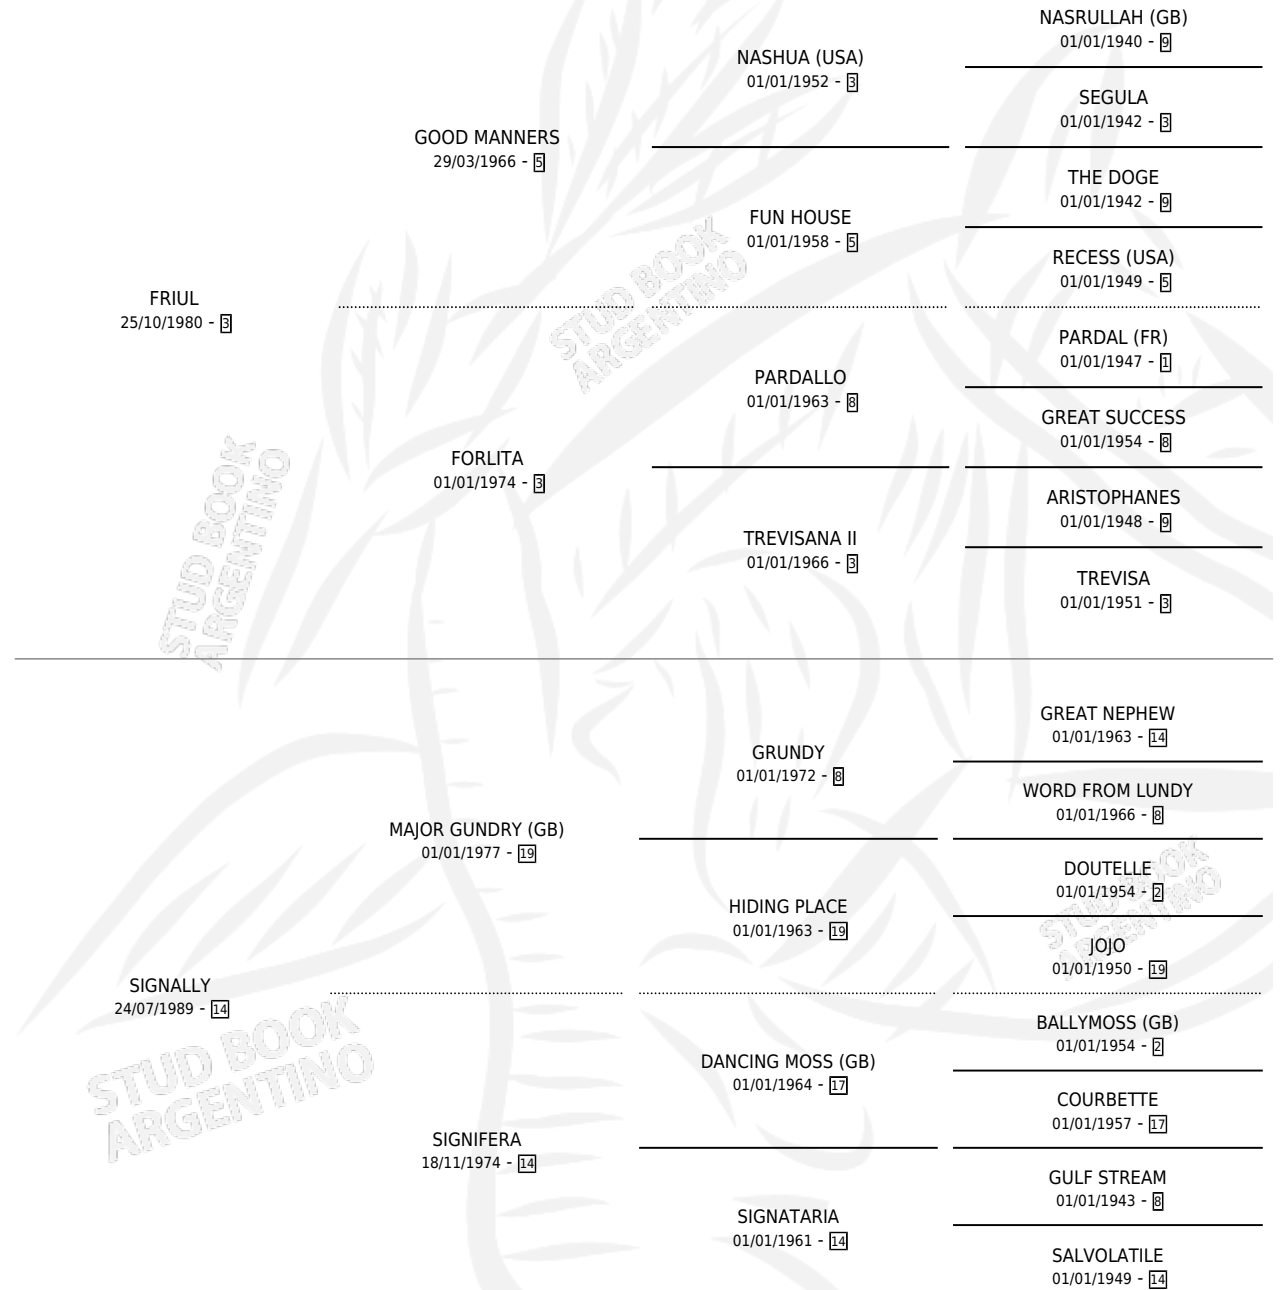 NASRULLAH (GB)
01/01/1940 - 9
NASHUA (USA)
01/01/1952 - 3
SEGULA
01/01/1942 - 3
GOOD MANNERS
29/03/1966 - 5
THE DOGE
01/01/1942 - 9
FUN HOUSE
01/01/1958 - 5
RECESS (USA)
01/01/1949 - 5
FRIUL
25/10/1980 - 3
PARDAL (FR)
01/01/1947 - 1
PARDALLO
01/01/1963 - 8
GREAT SUCCESS
01/01/1954 - 8
FORLITA
01/01/1974 - 3
ARISTOPHANES
01/01/1948 - 9
TREVISANA II
01/01/1966 - 3
TREVISA
01/01/1951 - 3
GREAT NEPHEW
01/01/1963 - 14
GRUNDY
01/01/1972 - 8
WORD FROM LUNDY
01/01/1966 - 8
MAJOR GUNDRY (GB)
01/01/1977 - 19
DOUTELLE
01/01/1954 - 2
HIDING PLACE
01/01/1963 - 19
JOJO
01/01/1950 - 19
SIGNALLY
24/07/1989 - 14
BALLYMOSS (GB)
01/01/1954 - 2
DANCING MOSS (GB)
01/01/1964 - 17
COURBETTE
01/01/1957 - 17
SIGNIFERA
18/11/1974 - 14
GULF STREAM
01/01/1943 - 8
SIGNATARIA
01/01/1961 - 14
SALVOLATILE
01/01/1949 - 14
STUD BOOK
ARGENTINO
STUD BOOK
ARGENTINO
STUD BOOK
ARGENTINO
STUD BOOK
ARGENTINO